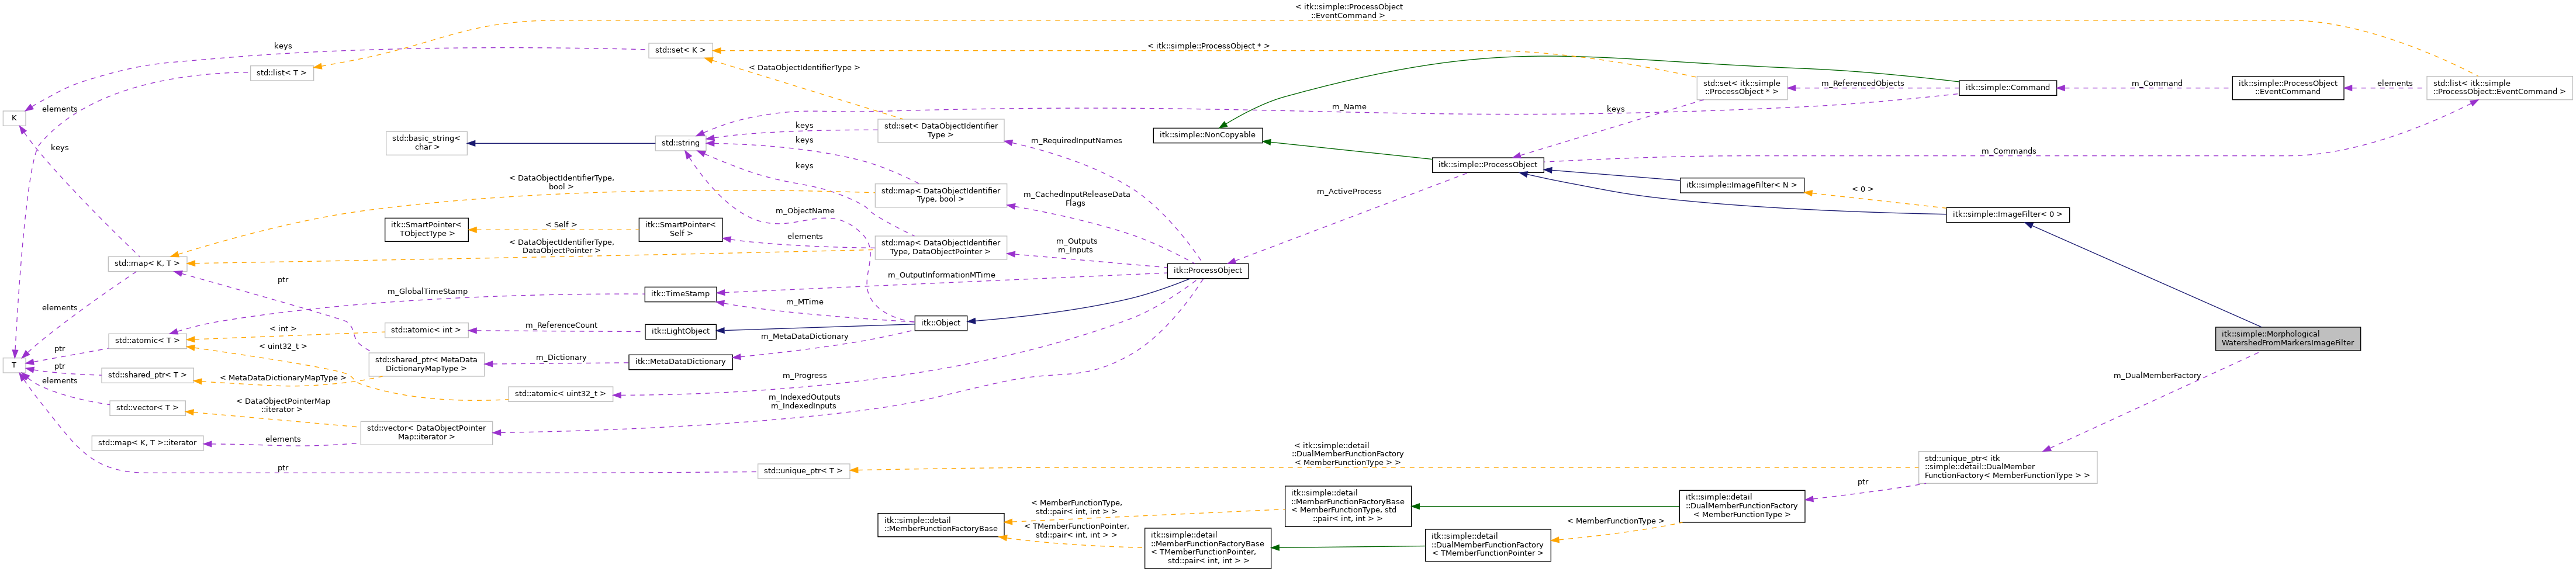 < itk::simple::ProcessObject
::EventCommand >
keys
std::set< K >
< itk::simple::ProcessObject * >
std::list< T >
< DataObjectIdentifierType >
std::set< itk::simple
::ProcessObject * >
m_ReferencedObjects
itk::simple::Command
m_Command
itk::simple::ProcessObject
::EventCommand
elements
std::list< itk::simple
::ProcessObject::EventCommand >
elements
K
m_Name
keys
keys
std::set< DataObjectIdentifier
Type >
std::basic_string<
char >
std::string
keys
m_RequiredInputNames
itk::simple::NonCopyable
keys
keys
m_Commands
itk::simple::ProcessObject
< DataObjectIdentifierType,
bool >
std::map< DataObjectIdentifier
Type, bool >
m_CachedInputReleaseData
Flags
m_ActiveProcess
itk::simple::ImageFilter< N >
< 0 >
itk::simple::ImageFilter< 0 >
m_ObjectName
itk::SmartPointer<
TObjectType >
< Self >
itk::SmartPointer<
Self >
elements
< DataObjectIdentifierType,
DataObjectPointer >
std::map< DataObjectIdentifier
Type, DataObjectPointer >
m_Outputs
m_Inputs
std::map< K, T >
itk::ProcessObject
ptr
m_OutputInformationMTime
m_GlobalTimeStamp
itk::TimeStamp
m_MTime
elements
< int >
std::atomic< int >
m_ReferenceCount
itk::LightObject
itk::Object
std::atomic< T >
m_MetaDataDictionary
itk::simple::Morphological
WatershedFromMarkersImageFilter
ptr
< uint32_t >
std::shared_ptr< MetaData
DictionaryMapType >
m_Dictionary
itk::MetaDataDictionary
T
ptr
std::shared_ptr< T >
< MetaDataDictionaryMapType >
m_Progress
m_DualMemberFactory
elements
std::atomic< uint32_t >
std::vector< T >
< DataObjectPointerMap
::iterator >
m_IndexedOutputs
m_IndexedInputs
std::vector< DataObjectPointer
Map::iterator >
std::map< K, T >::iterator
elements
< itk::simple::detail
::DualMemberFunctionFactory
< MemberFunctionType > >
std::unique_ptr< itk
::simple::detail::DualMember
FunctionFactory< MemberFunctionType > >
ptr
std::unique_ptr< T >
ptr
itk::simple::detail
::MemberFunctionFactoryBase
< MemberFunctionType, std
::pair< int, int > >
itk::simple::detail
::DualMemberFunctionFactory
< MemberFunctionType >
< MemberFunctionType,
std::pair< int, int > >
itk::simple::detail
::MemberFunctionFactoryBase
< TMemberFunctionPointer,
std::pair< int, int > >
itk::simple::detail
::MemberFunctionFactoryBase
< TMemberFunctionPointer,
std::pair< int, int > >
< MemberFunctionType >
itk::simple::detail
::DualMemberFunctionFactory
< TMemberFunctionPointer >